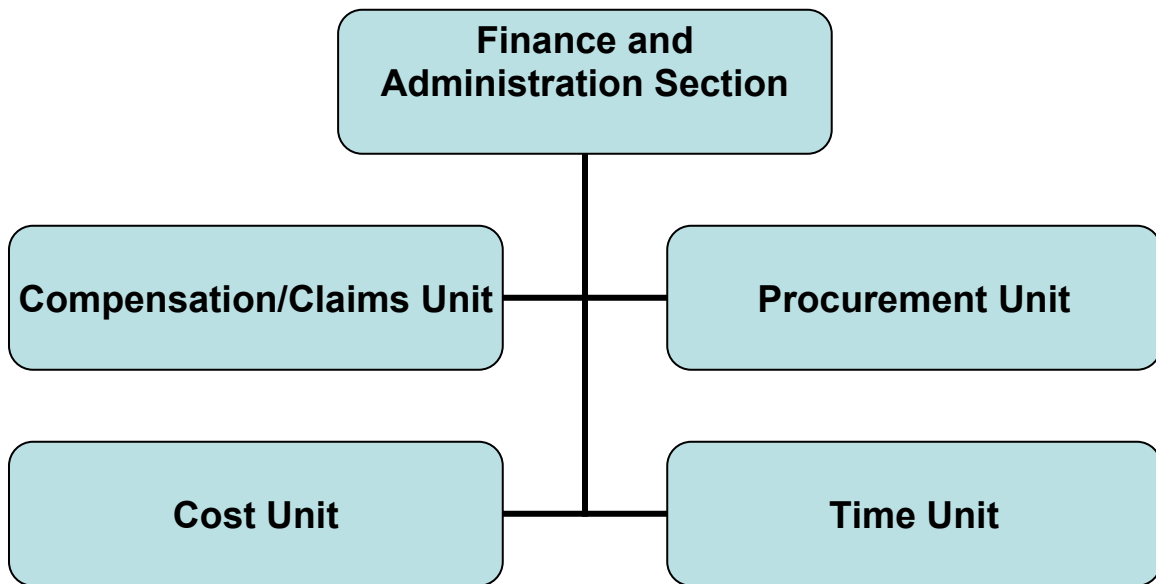 Finance and
Administration Section
Compensation/Claims Unit
Procurement Unit
Cost Unit
Time Unit